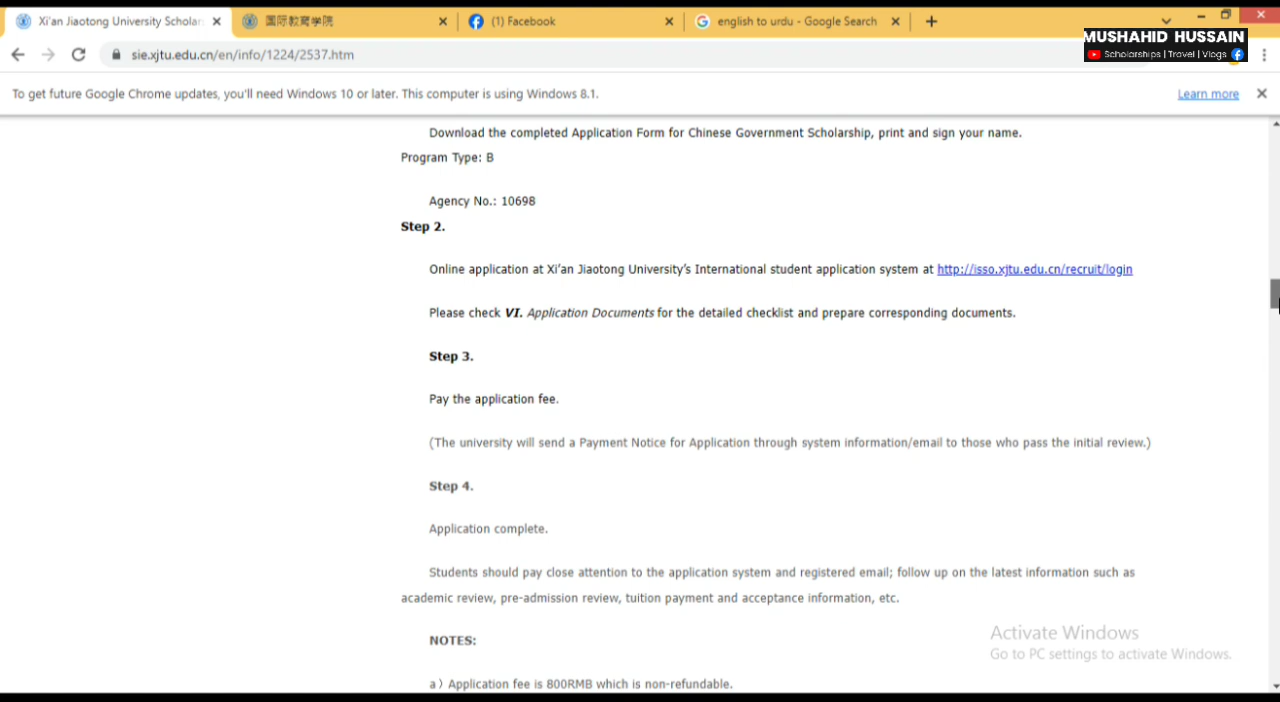 Xi'an Jiaotong University Scholar
国际教育学院
(1) Facebook
english to urdu - Google Search
MUSHAHID HUSSAIN
Scholarships | Travel | Vlogs
sie.xjtu.edu.cn/en/info/1224/2537.htm
To get future Google Chrome updates, you'll need Windows 10 or later. This computer is using Windows 8.1.
Learn more
Download the completed Application Form for Chinese Government Scholarship, print and sign your name.
Program Type: B
Agency No.: 10698
Step 2.
Online application at Xi'an Jiaotong University's International student application system at http://isso.xjtu.edu.cn/recruit/login
Please check VI. Application Documents for the detailed checklist and prepare corresponding documents.
Step 3.
Pay the application fee.
(The university will send a Payment Notice for Application through system information/email to those who pass the initial review.)
Step 4.
Application complete.
Students should pay close attention to the application system and registered email; follow up on the latest information such as
academic review, pre-admission review, tuition payment and acceptance information, etc.
NOTES:
Activate Windows
Go to PC settings to activate Windows.
a）Application fee is 800RMB which is non-refundable.